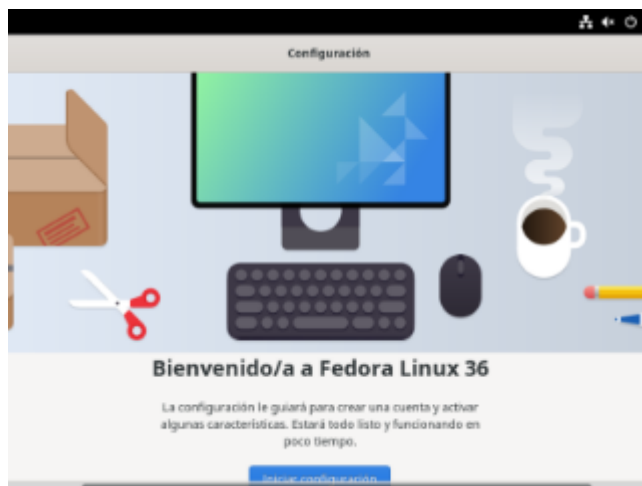 Configuración
Bienvenido/a a Fedora Linux 36
La configuración le guiará para crear una cuenta y activar
algunas características. Estará todo listo y funcionando en
poco tiempo.
Iniciar configuración